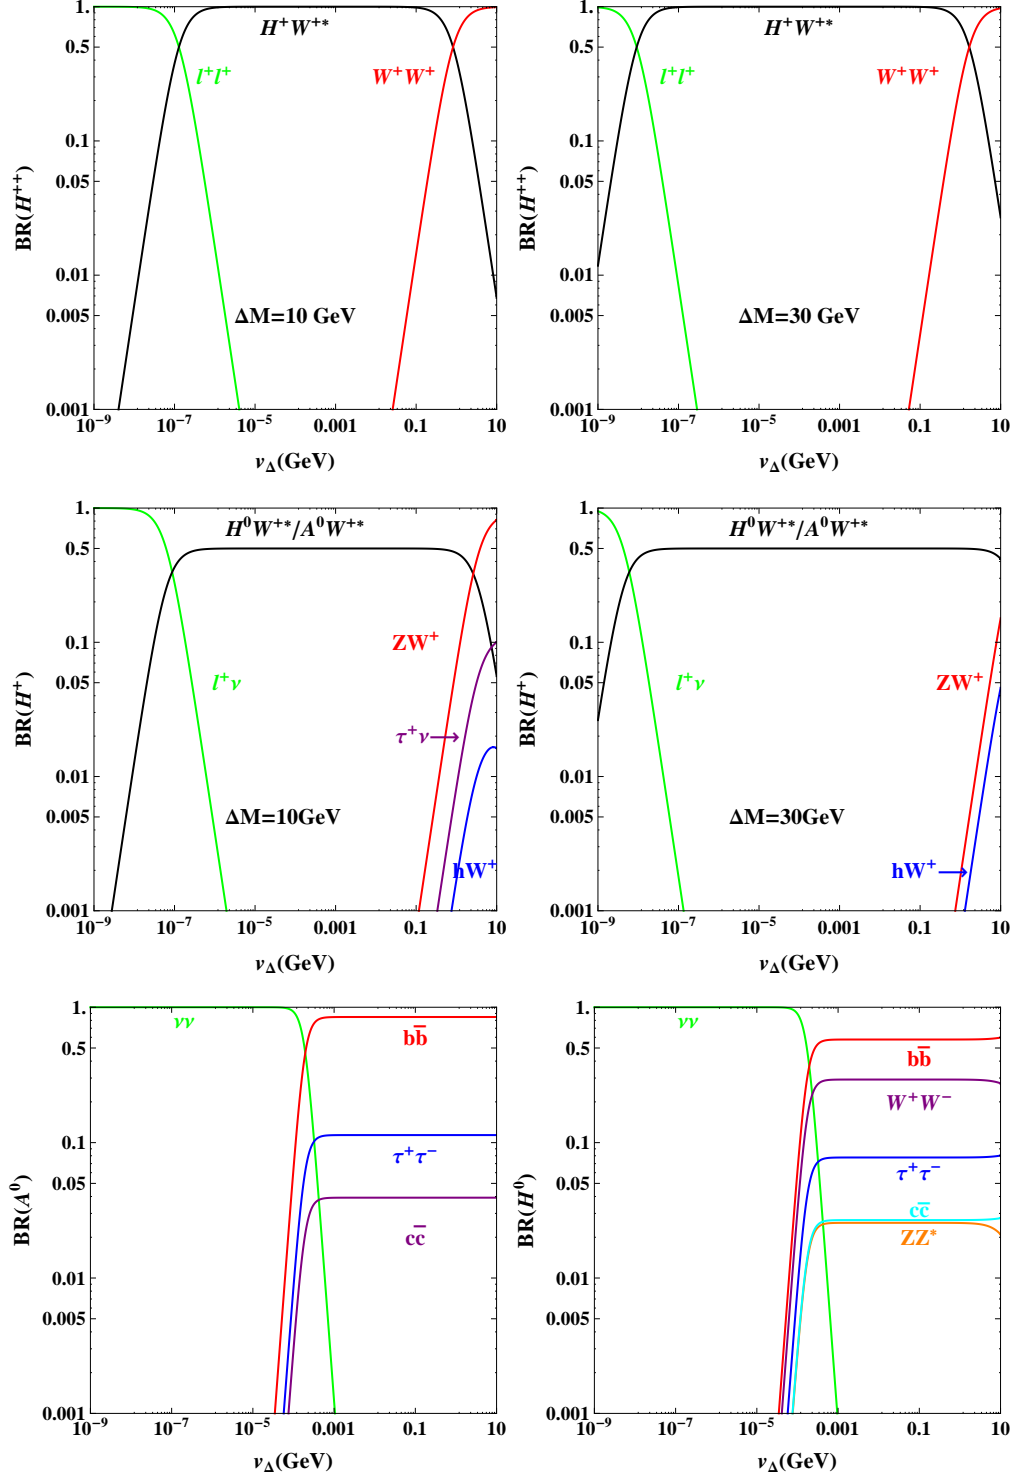 BR(H⁺⁺)
1.
0.5
0.1
0.05
0.01
0.005
0.001
H⁺W⁺*
l⁺l⁺
W⁺W⁺
ΔM=10 GeV
10⁻⁹ 10⁻⁷ 10⁻⁵ 0.001 0.1 10
v_Δ(GeV)
BR(H⁺⁺)
1.
0.5
0.1
0.05
0.01
0.005
0.001
H⁺W⁺*
l⁺l⁺
W⁺W⁺
ΔM=30 GeV
10⁻⁹ 10⁻⁷ 10⁻⁵ 0.001 0.1 10
v_Δ(GeV)
BR(H⁺)
1.
0.5
0.1
0.05
0.01
0.005
0.001
H⁰W⁺*/A⁰W⁺*
ZW⁺
l⁺ν
τ⁺ν
ΔM=10GeV
hW⁺
10⁻⁹ 10⁻⁷ 10⁻⁵ 0.001 0.1 10
v_Δ(GeV)
BR(H⁺)
1.
0.5
0.1
0.05
0.01
0.005
0.001
H⁰W⁺*/A⁰W⁺*
l⁺ν
ZW⁺
ΔM=30GeV
hW⁺
10⁻⁹ 10⁻⁷ 10⁻⁵ 0.001 0.1 10
v_Δ(GeV)
BR(A⁰)
1.
0.5
0.1
0.05
0.01
0.005
0.001
νν
bb̅
τ⁺τ⁻
cc̅
10⁻⁹ 10⁻⁷ 10⁻⁵ 0.001 0.1 10
v_Δ(GeV)
BR(H⁰)
1.
0.5
0.1
0.05
0.01
0.005
0.001
νν
bb̅
W⁺W⁻
τ⁺τ⁻
cc̅
ZZ*
10⁻⁹ 10⁻⁷ 10⁻⁵ 0.001 0.1 10
v_Δ(GeV)